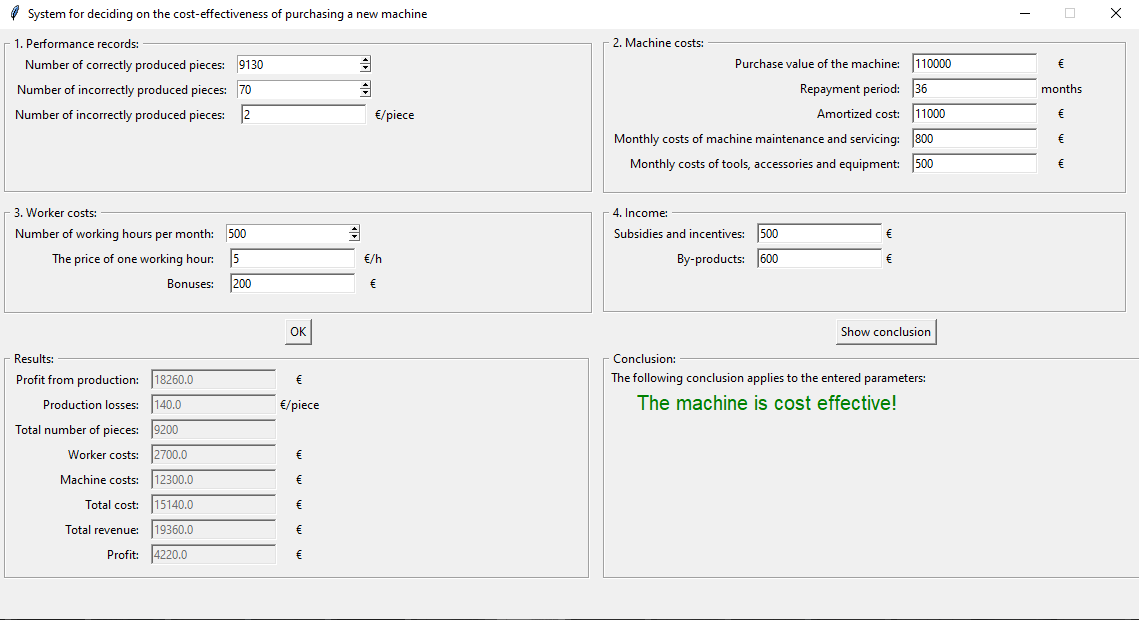 System for deciding on the cost-effectiveness of purchasing a new machine
1. Performance records:
Number of correctly produced pieces: 9130
Number of incorrectly produced pieces: 70
Number of incorrectly produced pieces: 2 €/piece
2. Machine costs:
Purchase value of the machine: 110000 €
Repayment period: 36 months
Amortized cost: 11000 €
Monthly costs of machine maintenance and servicing: 800 €
Monthly costs of tools, accessories and equipment: 500 €
3. Worker costs:
Number of working hours per month: 500
The price of one working hour: 5 €/h
Bonuses: 200 €
4. Income:
Subsidies and incentives: 500 €
By-products: 600 €
OK
Show conclusion
Results:
Profit from production: 18260.0 €
Production losses: 140.0 €/piece
Total number of pieces: 9200
Worker costs: 2700.0 €
Machine costs: 12300.0 €
Total cost: 15140.0 €
Total revenue: 19360.0 €
Profit: 4220.0 €
Conclusion:
The following conclusion applies to the entered parameters:
The machine is cost effective!